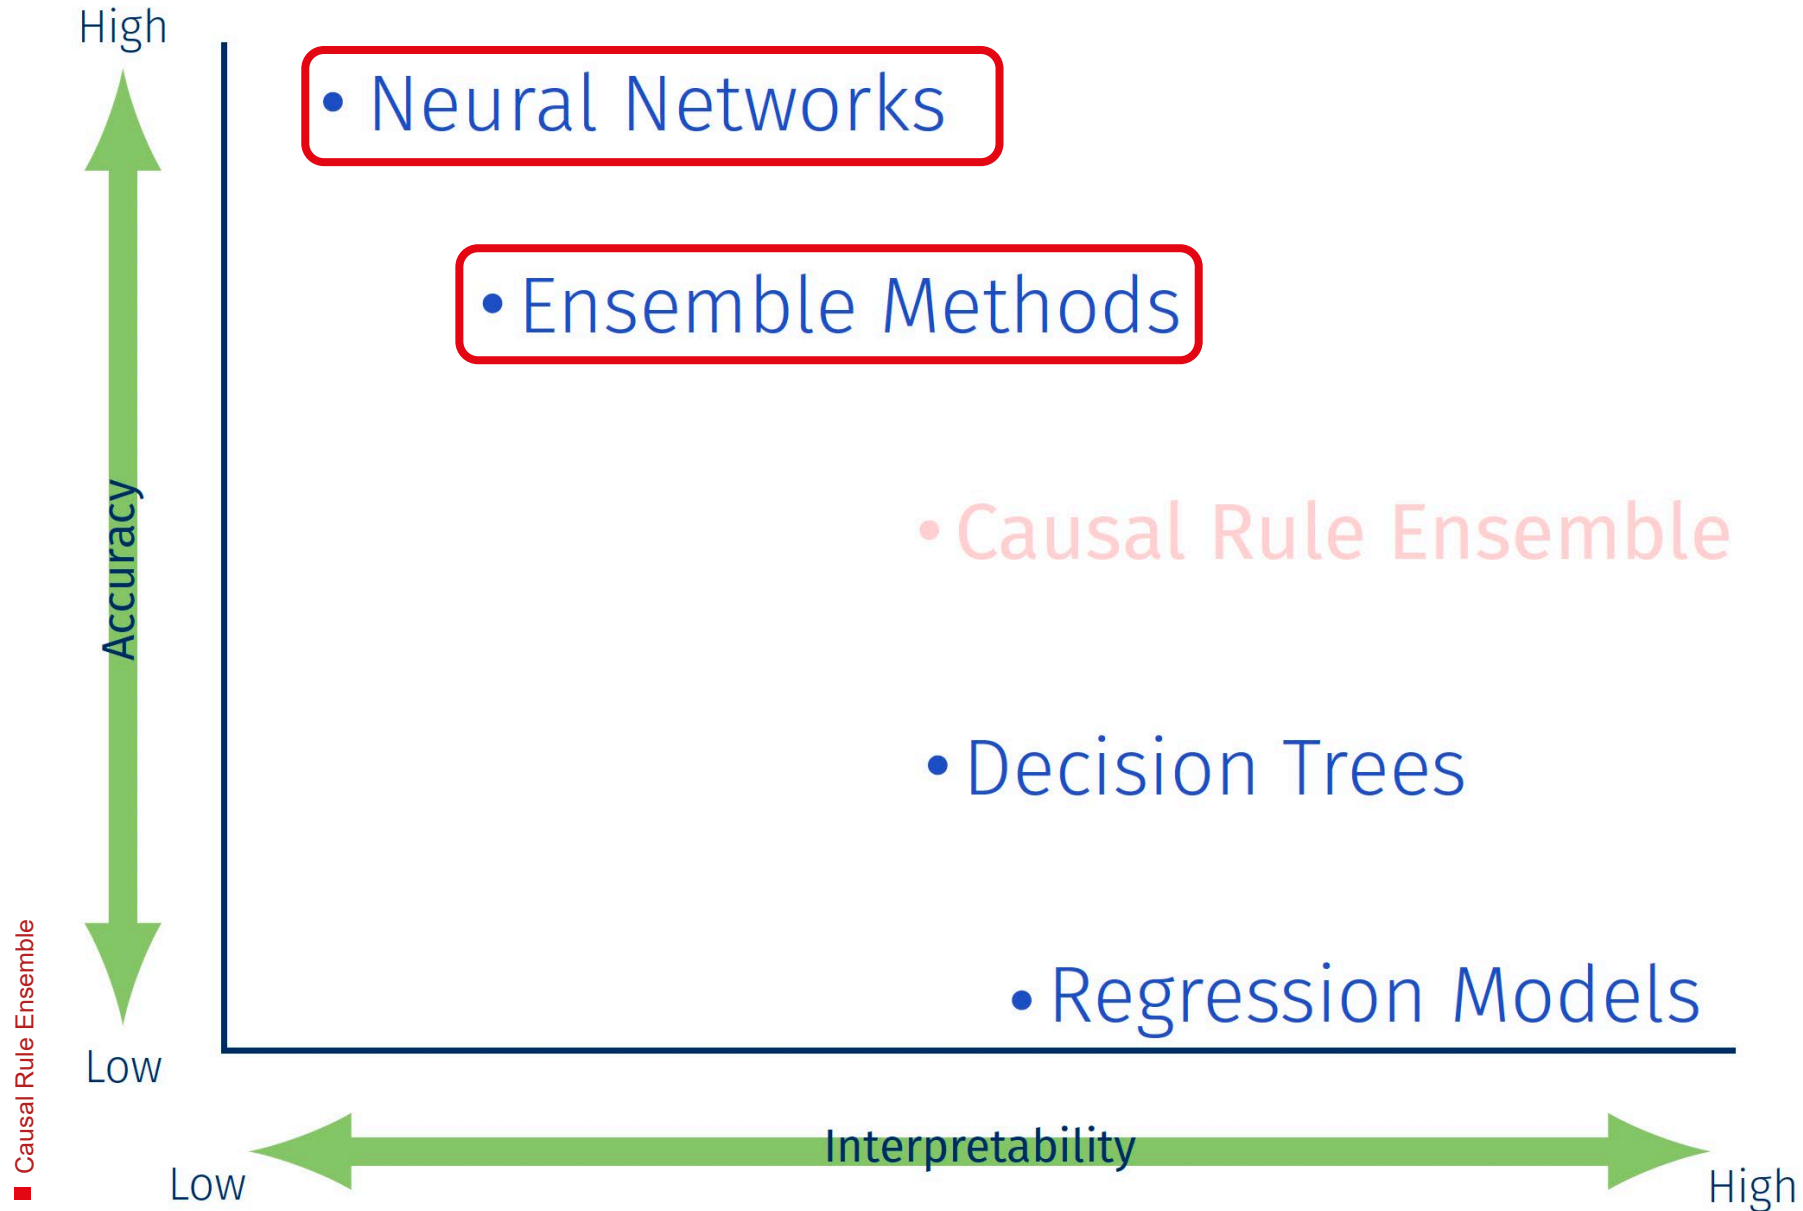 High
• Neural Networks
• Ensemble Methods
Accuracy
• Causal Rule Ensemble
• Decision Trees
• Regression Models
Low
Interpretability
Low
High
Causal Rule Ensemble